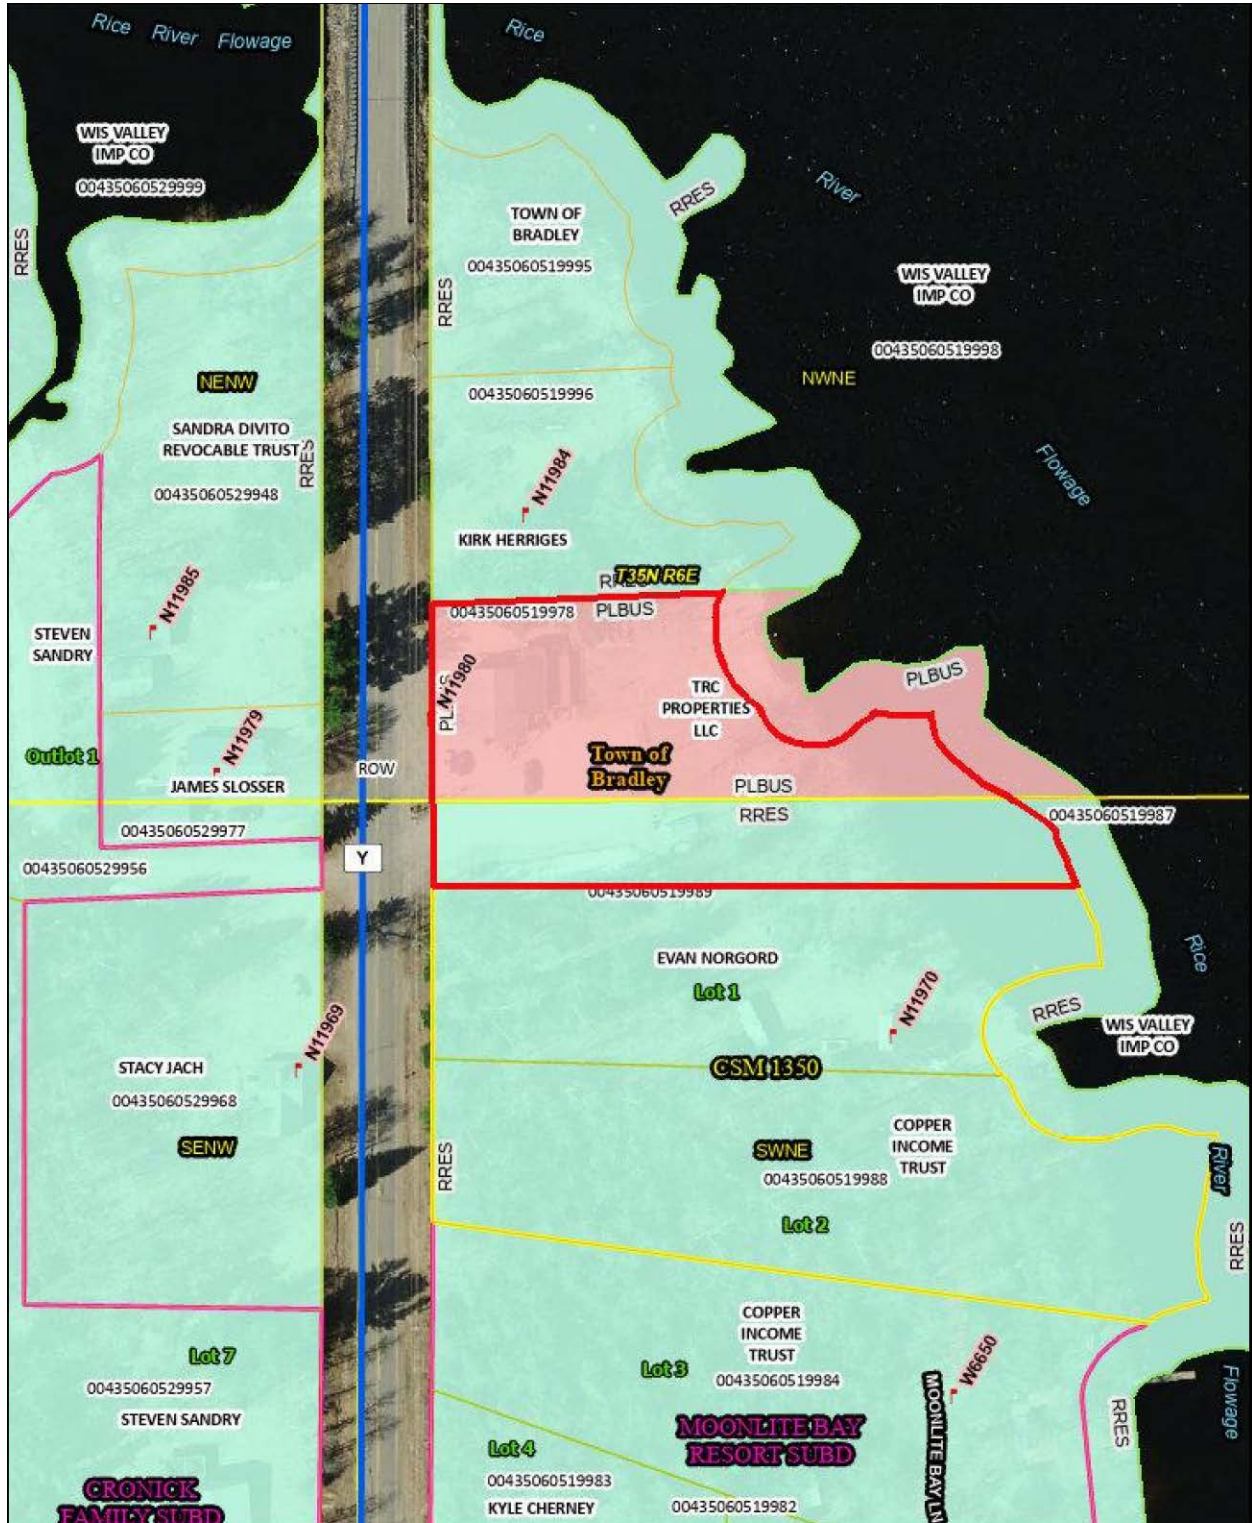 Rice River Flowage
Rice
WIS VALLEY
IMP CO
00435060529999
RRES
River
RRES
TOWN OF
BRADLEY
00435060519995
RRES
WIS VALLEY
IMP CO
00435060519998
NWNE
NENW
00435060519996
SANDRA DIVITO
REVOCABLE TRUST
RRES
00435060529948
N11984
Flowage
KIRK HERRIGES
T35N R6E
RRES
00435060519978
PLBUS
N11985
STEVEN
SANDRY
N11980
PLBUS
TRC
PROPERTIES
LLC
PLBUS
N11979
Outlot 1
Town of
Bradley
ROW
JAMES SLOSSER
PLBUS
RRES
00435060519987
00435060529977
Y
00435060529956
00435060519989
EVAN NORGORD
Lot 1
N11970
Rice
RRES
WIS VALLEY
IMP CO
N11969
STACY JACH
CSM 1350
00435060529968
COPPER
INCOME
TRUST
SENW
SWNE
RRES
River
00435060519988
Lot 2
RRES
COPPER
INCOME
TRUST
Lot 7
Lot 3
00435060519984
W6650
00435060529957
STEVEN SANDRY
MOONLITE BAY LN
RRES
Flowage
MOONLITE BAY
RESORT SUBD
Lot 4
00435060519983
KYLE CHERNEY
00435060519982
CRONICK
FAMILY SUBD